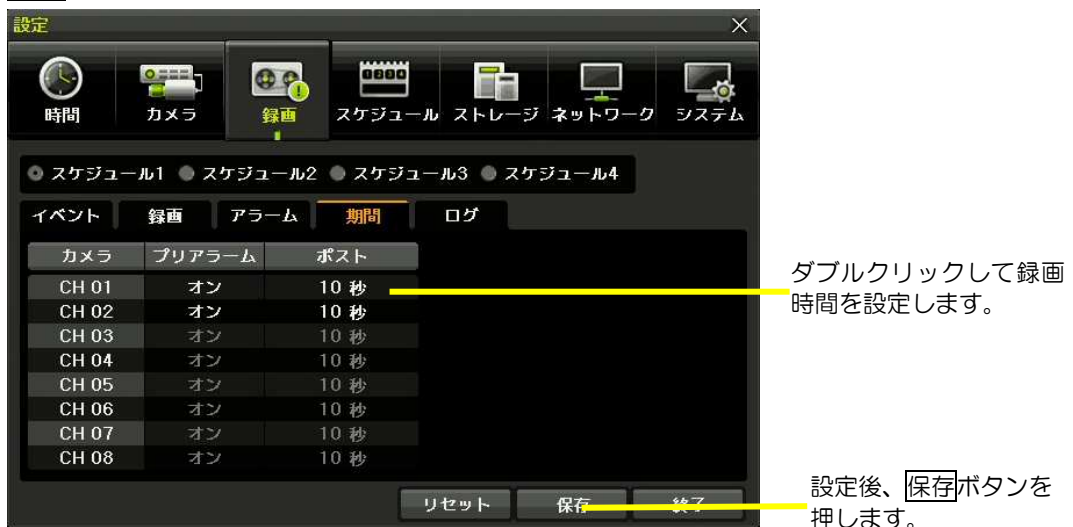 設定
時間 カメラ 録画 スケジュール ストレージ ネットワーク システム
スケジュール1 スケジュール2 スケジュール3 スケジュール4
イベント 録画 アラーム 期間 ログ
カメラ プリアラーム ポスト
CH 01 オン 10 秒
CH 02 オン 10 秒
CH 03 オン 10 秒
CH 04 オン 10 秒
CH 05 オン 10 秒
CH 06 オン 10 秒
CH 07 オン 10 秒
CH 08 オン 10 秒
ダブルクリックして録画
時間を設定します。
リセット 保存 終了
設定後、保存ボタンを
押します。